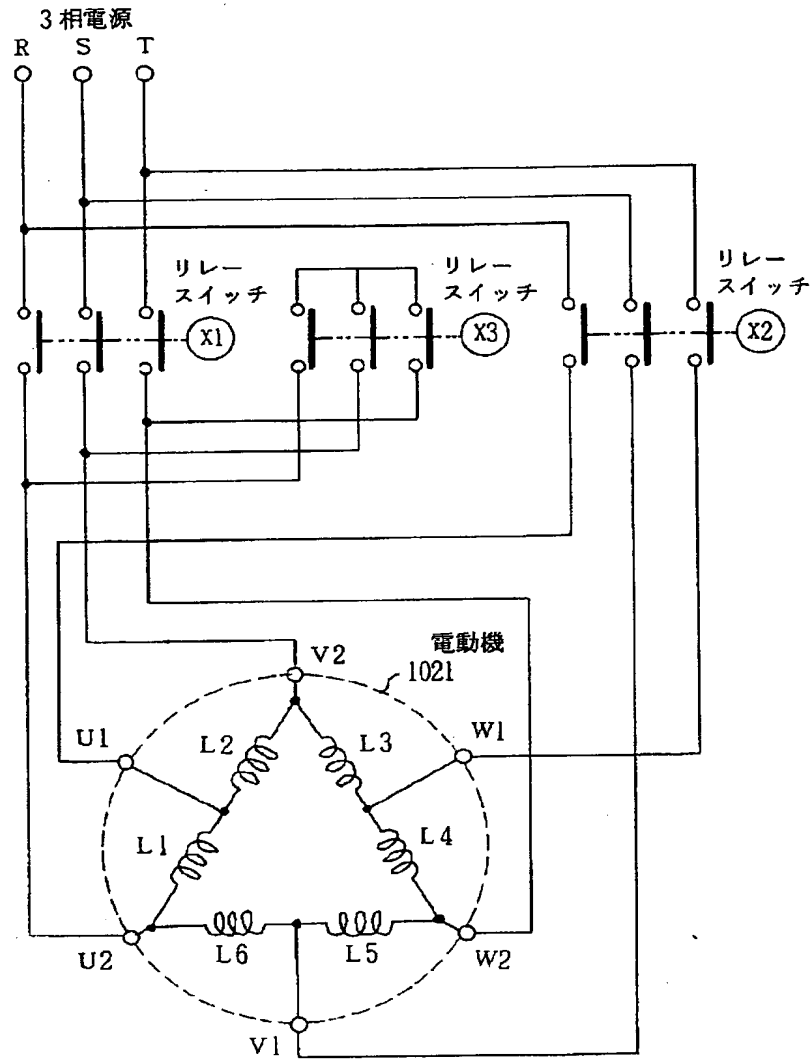 3相電源
R S T
リレー
スイッチ
X1
リレー
スイッチ
X3
リレー
スイッチ
X2
電動機
1021
V2
U1
W1
L2
L3
L1
L4
L6
L5
U2
W2
V1